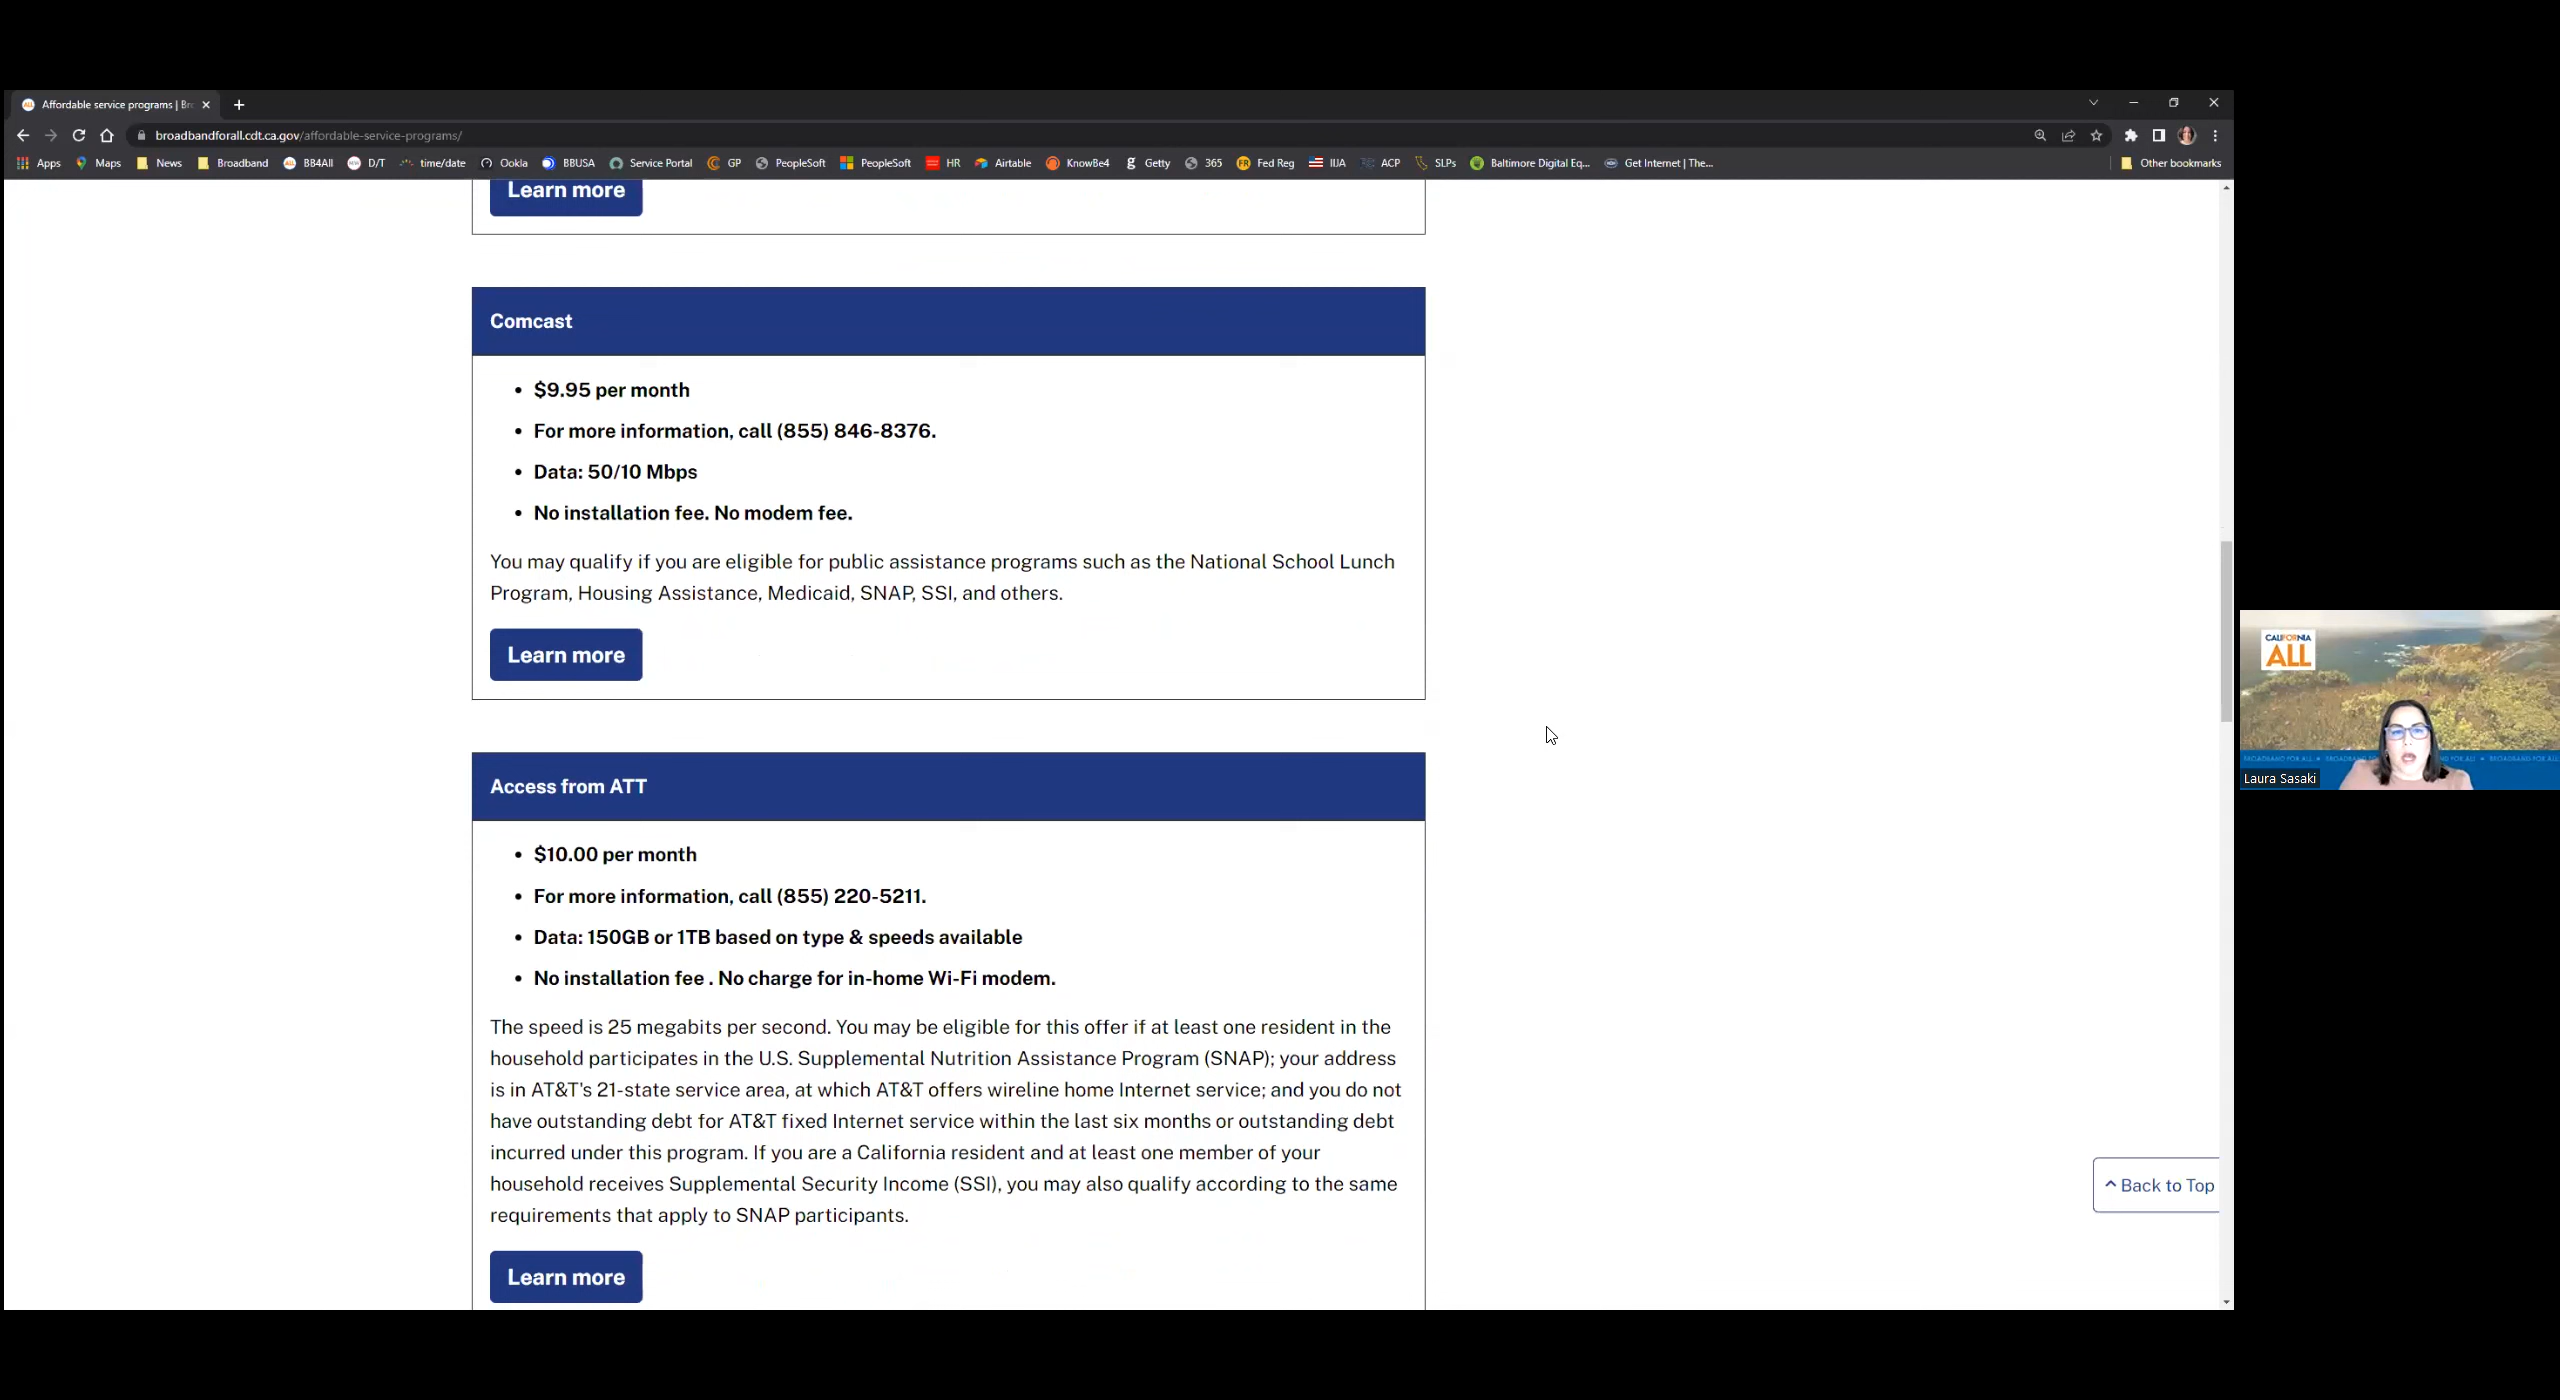 Affordable service programs | Br
broadbandforall.cdt.ca.gov/affordable-service-programs/
Apps Maps News Broadband BB4All D/T time/date Ookla BBUSA Service Portal GP PeopleSoft PeopleSoft HR Airtable KnowBe4 Getty 365 Fed Reg IIJA ACP SLPs Baltimore Digital Eq... Get Internet | The... Other bookmarks
Learn more
Comcast
• $9.95 per month
• For more information, call (855) 846-8376.
• Data: 50/10 Mbps
• No installation fee. No modem fee.
You may qualify if you are eligible for public assistance programs such as the National School Lunch
Program, Housing Assistance, Medicaid, SNAP, SSI, and others.
Learn more
Access from ATT
• $10.00 per month
• For more information, call (855) 220-5211.
• Data: 150GB or 1TB based on type & speeds available
• No installation fee . No charge for in-home Wi-Fi modem.
The speed is 25 megabits per second. You may be eligible for this offer if at least one resident in the
household participates in the U.S. Supplemental Nutrition Assistance Program (SNAP); your address
is in AT&T's 21-state service area, at which AT&T offers wireline home Internet service; and you do not
have outstanding debt for AT&T fixed Internet service within the last six months or outstanding debt
incurred under this program. If you are a California resident and at least one member of your
household receives Supplemental Security Income (SSI), you may also qualify according to the same
requirements that apply to SNAP participants.
Learn more
Back to Top
CALIFORNIA
ALL
BROADBAND FOR ALL
Laura Sasaki